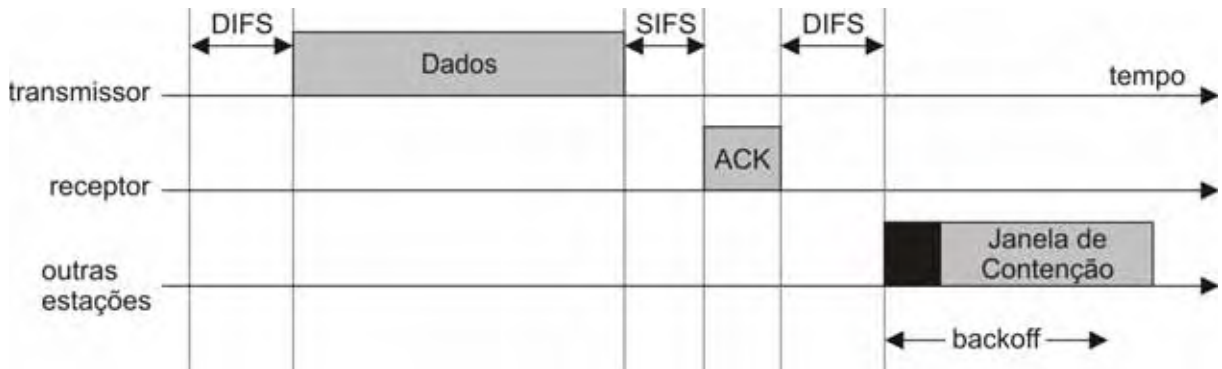 DIFS
SIFS
DIFS
Dados
tempo
transmissor
ACK
receptor
Janela de
Contenção
outras
estações
backoff